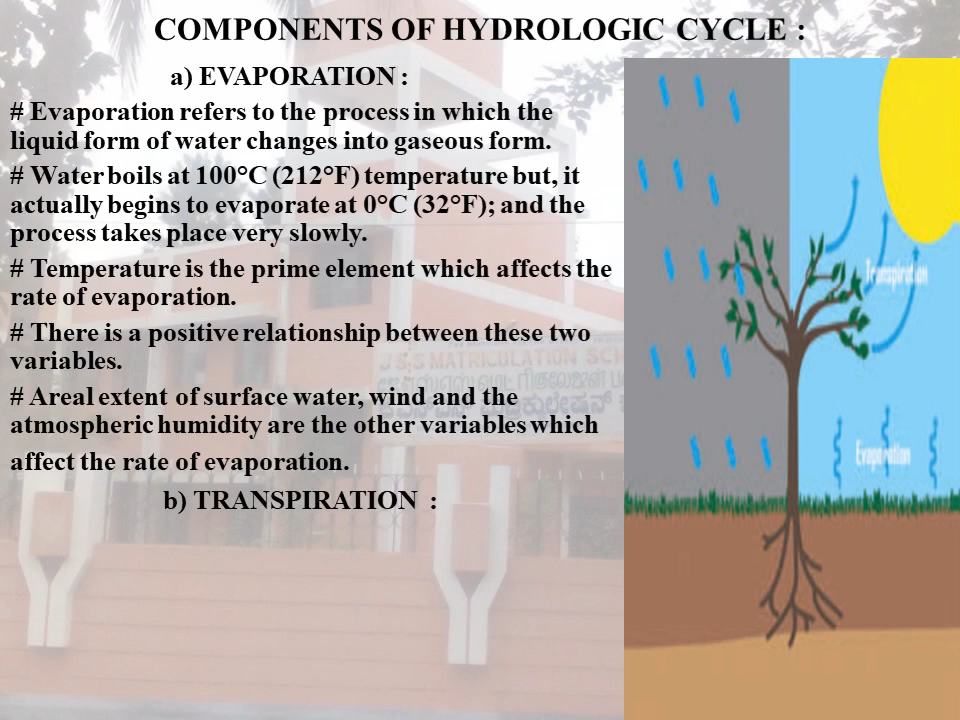 COMPONENTS OF HYDROLOGIC CYCLE :
a) EVAPORATION :
# Evaporation refers to the process in which the
liquid form of water changes into gaseous form.
# Water boils at 100°C (212°F) temperature but, it
actually begins to evaporate at 0°C (32°F); and the
process takes place very slowly.
# Temperature is the prime element which affects the
rate of evaporation.
# There is a positive relationship between these two
variables.
# Areal extent of surface water, wind and the
atmospheric humidity are the other variables which
affect the rate of evaporation.
b) TRANSPIRATION :
Transpiration
Evaporation
J S S MATRICULATION SCH